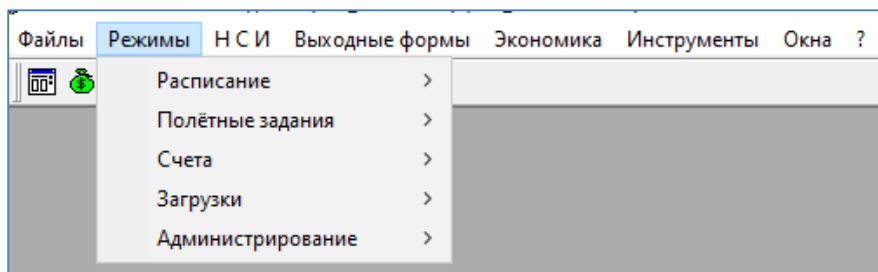 Файлы Режимы Н С И Выходные формы Экономика Инструменты Окна ?
Расписание
Полётные задания
Счета
Загрузки
Администрирование